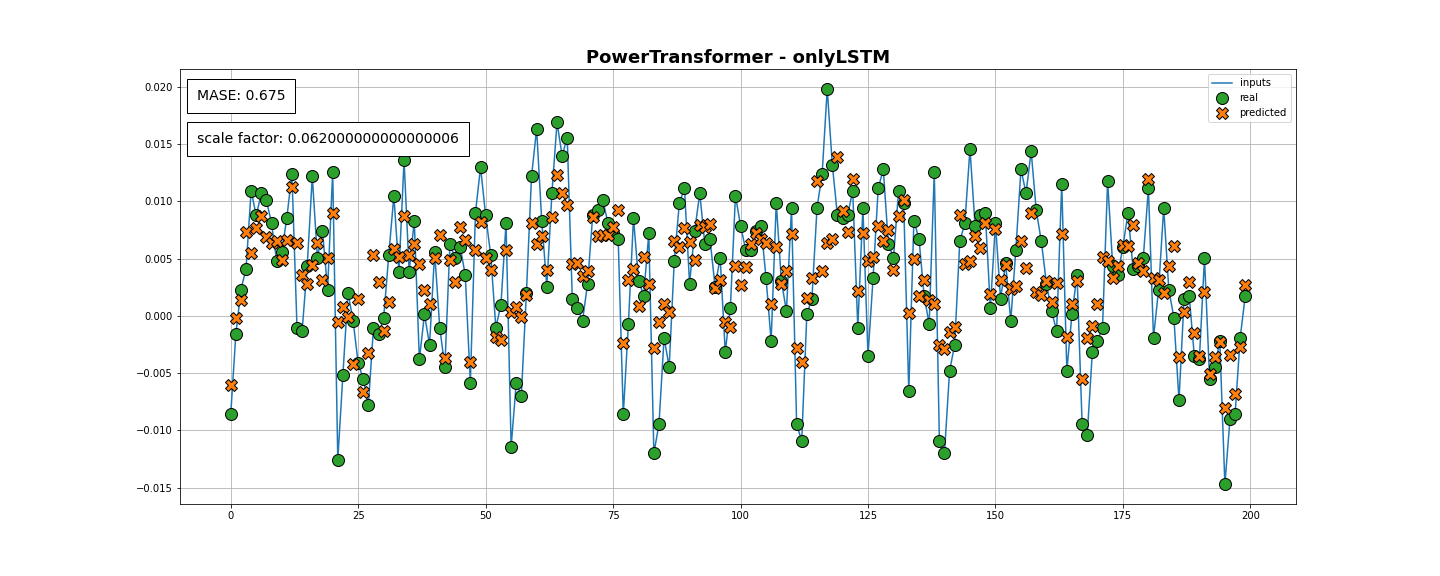 PowerTransformer - onlyLSTM
MASE: 0.675
scale factor: 0.062000000000000006
inputs
real
predicted
0.020
0.015
0.010
0.005
0.000
−0.005
−0.010
−0.015
0 25 50 75 100 125 150 175 200